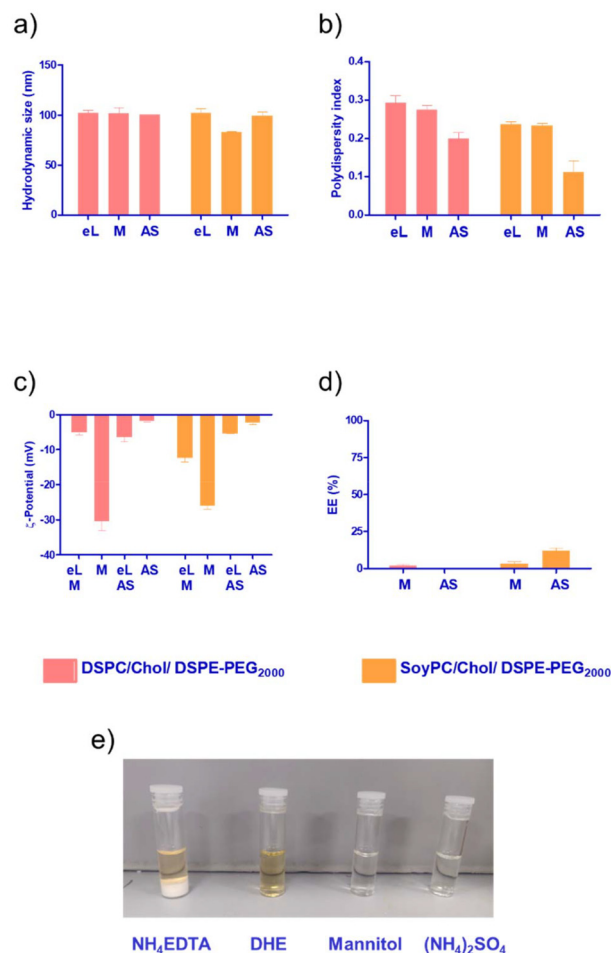 a)
b)
Hydrodynamic size (nm)
150
100
50
0
eL M AS eL M AS
Polydispersity index
0.4
0.3
0.2
0.1
0.0
eL M AS eL M AS
c)
d)
ζ-Potential (mV)
0
-10
-20
-30
-40
eL M eL AS eL M eL AS
M AS M AS
EE (%)
100
75
50
25
0
M AS M AS
DSPC/Chol/ DSPE-PEG2000
SoyPC/Chol/ DSPE-PEG2000
e)
NH4EDTA DHE Mannitol (NH4)2SO4